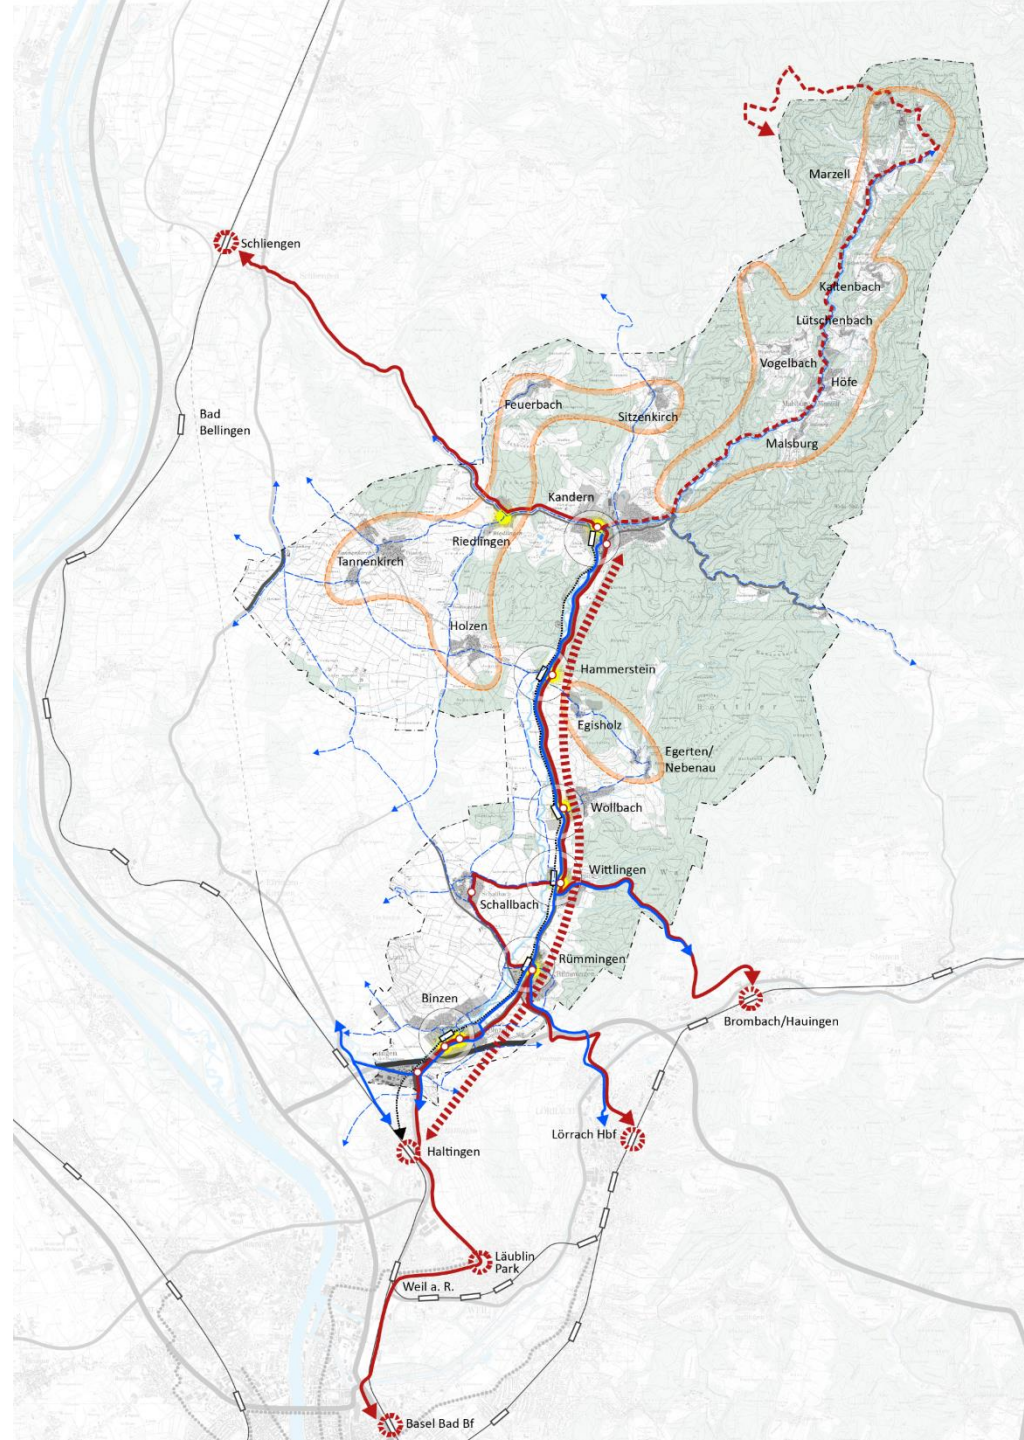 Marzell
Schliengen
Kaltenbach
Lütschenbach
Vogelbach
Höfe
Bad
Bellingen
Feuerbach
Sitzenkirch
Malsburg
Kandern
Riedlingen
Tannenkirch
Holzen
Hammerstein
Egisholz
Egerten/
Nebenau
Wollbach
Wittlingen
Schallbach
Rümmingen
Binzen
Brombach/Hauingen
Lörrach Hbf
Haltingen
Läublin
Park
Weil a. R.
Basel Bad Bf